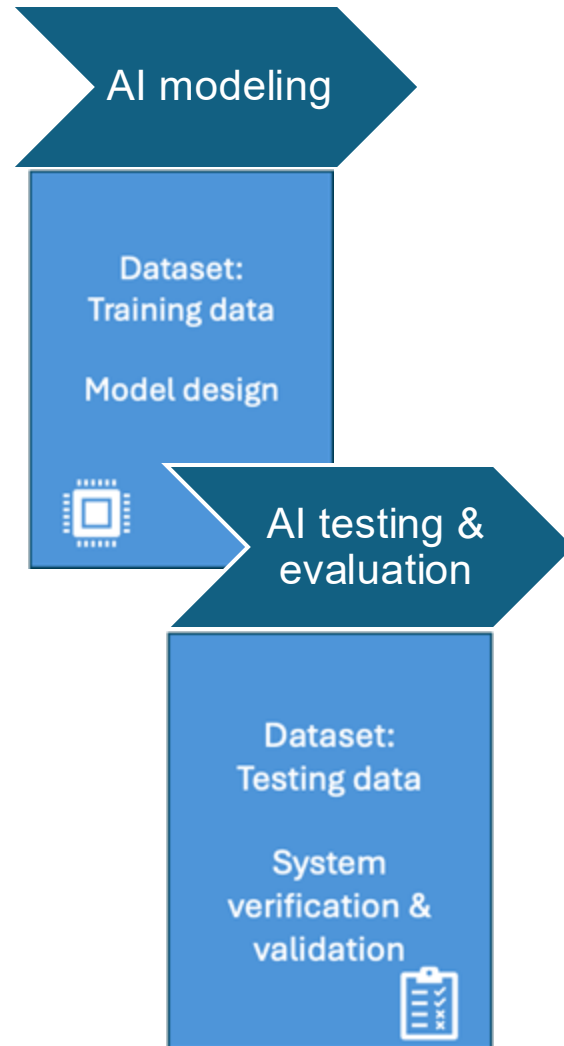 AI modeling
Dataset:
Training data
Model design
AI testing &
evaluation
Dataset:
Testing data
System
verification &
validation